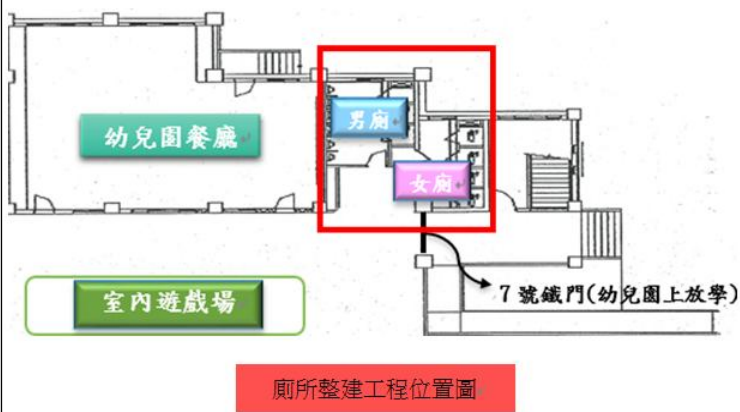 男廁
幼兒園餐廳
女廁
7號鐵門(幼兒園上放學)
室內遊戲場
廁所整建工程位置圖